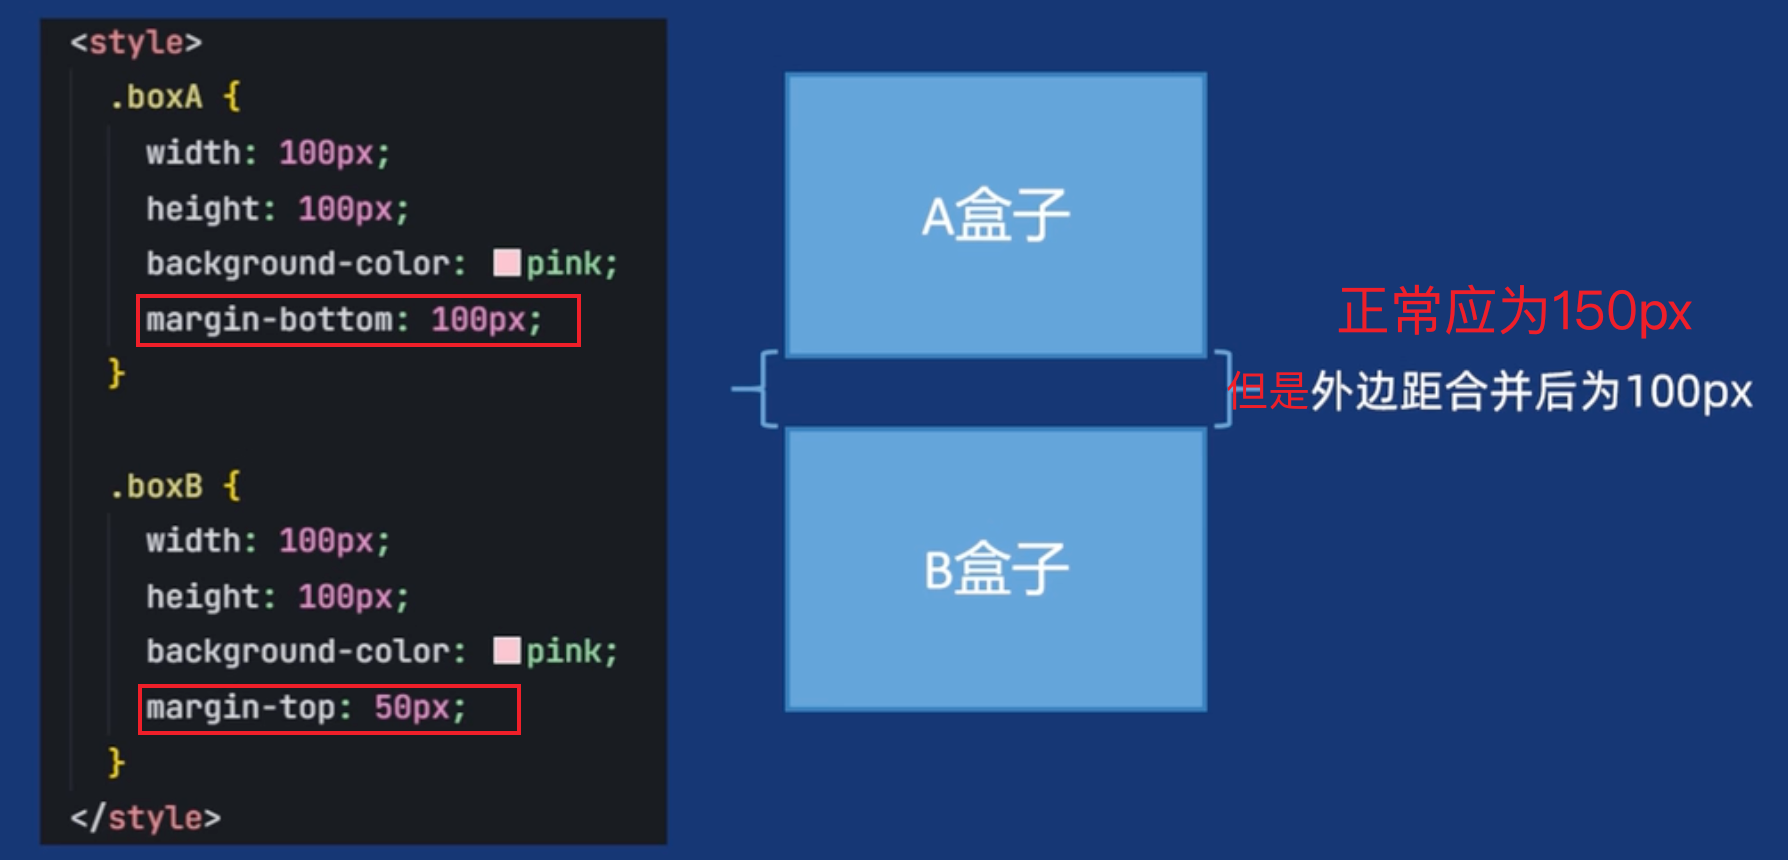 <style>
.boxA {
width: 100px;
height: 100px;
background-color: pink;
margin-bottom: 100px;
}
.boxB {
width: 100px;
height: 100px;
background-color: pink;
margin-top: 50px;
}
</style>
A盒子
正常应为150px
但是外边距合并后为100px
B盒子